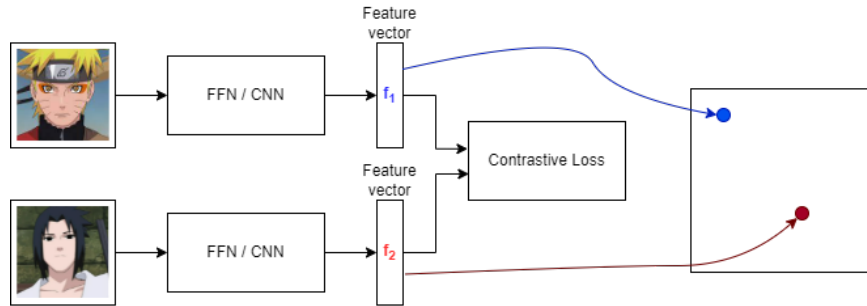 Feature
vector
FFN / CNN
f1
Contrastive Loss
Feature
vector
FFN / CNN
f2